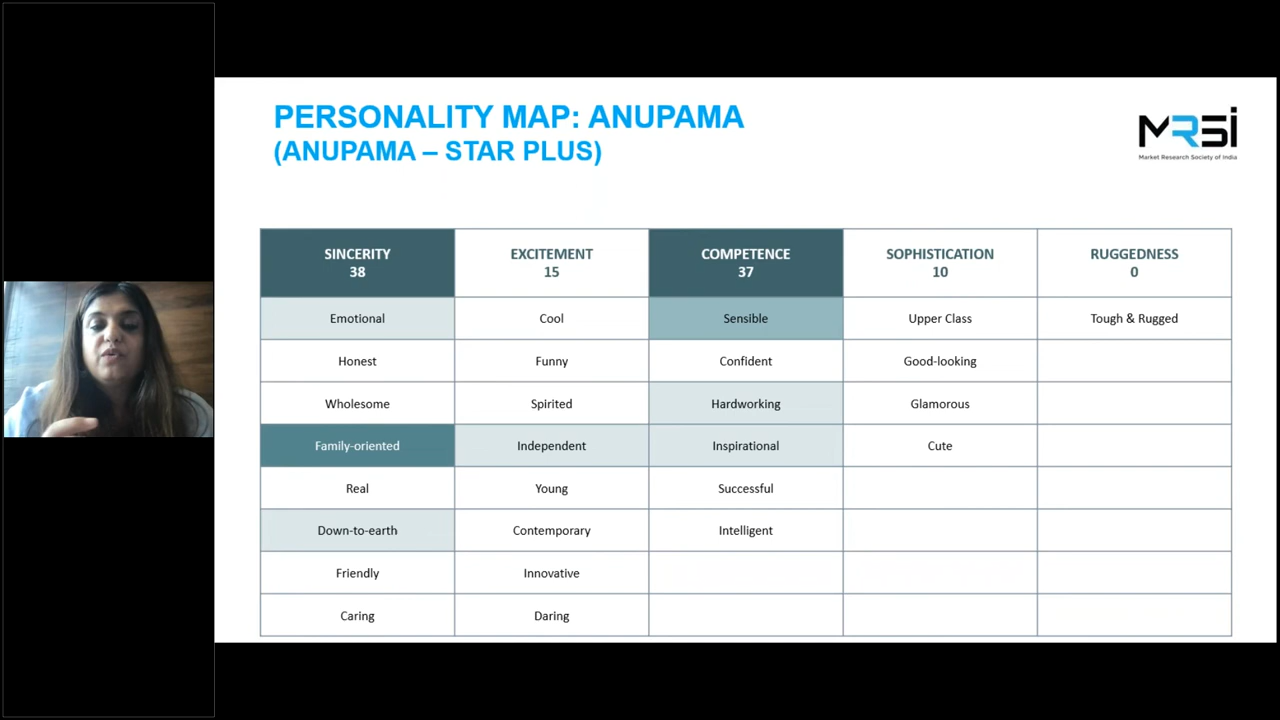 PERSONALITY MAP: ANUPAMA
(ANUPAMA – STAR PLUS)
MRSi
Market Research Society of India
SINCERITY EXCITEMENT COMPETENCE SOPHISTICATION RUGGEDNESS
38 15 37 10 0
Emotional Cool Sensible Upper Class Tough & Rugged
Honest Funny Confident Good-looking
Wholesome Spirited Hardworking Glamorous
Family-oriented Independent Inspirational Cute
Real Young Successful
Down-to-earth Contemporary Intelligent
Friendly Innovative
Caring Daring